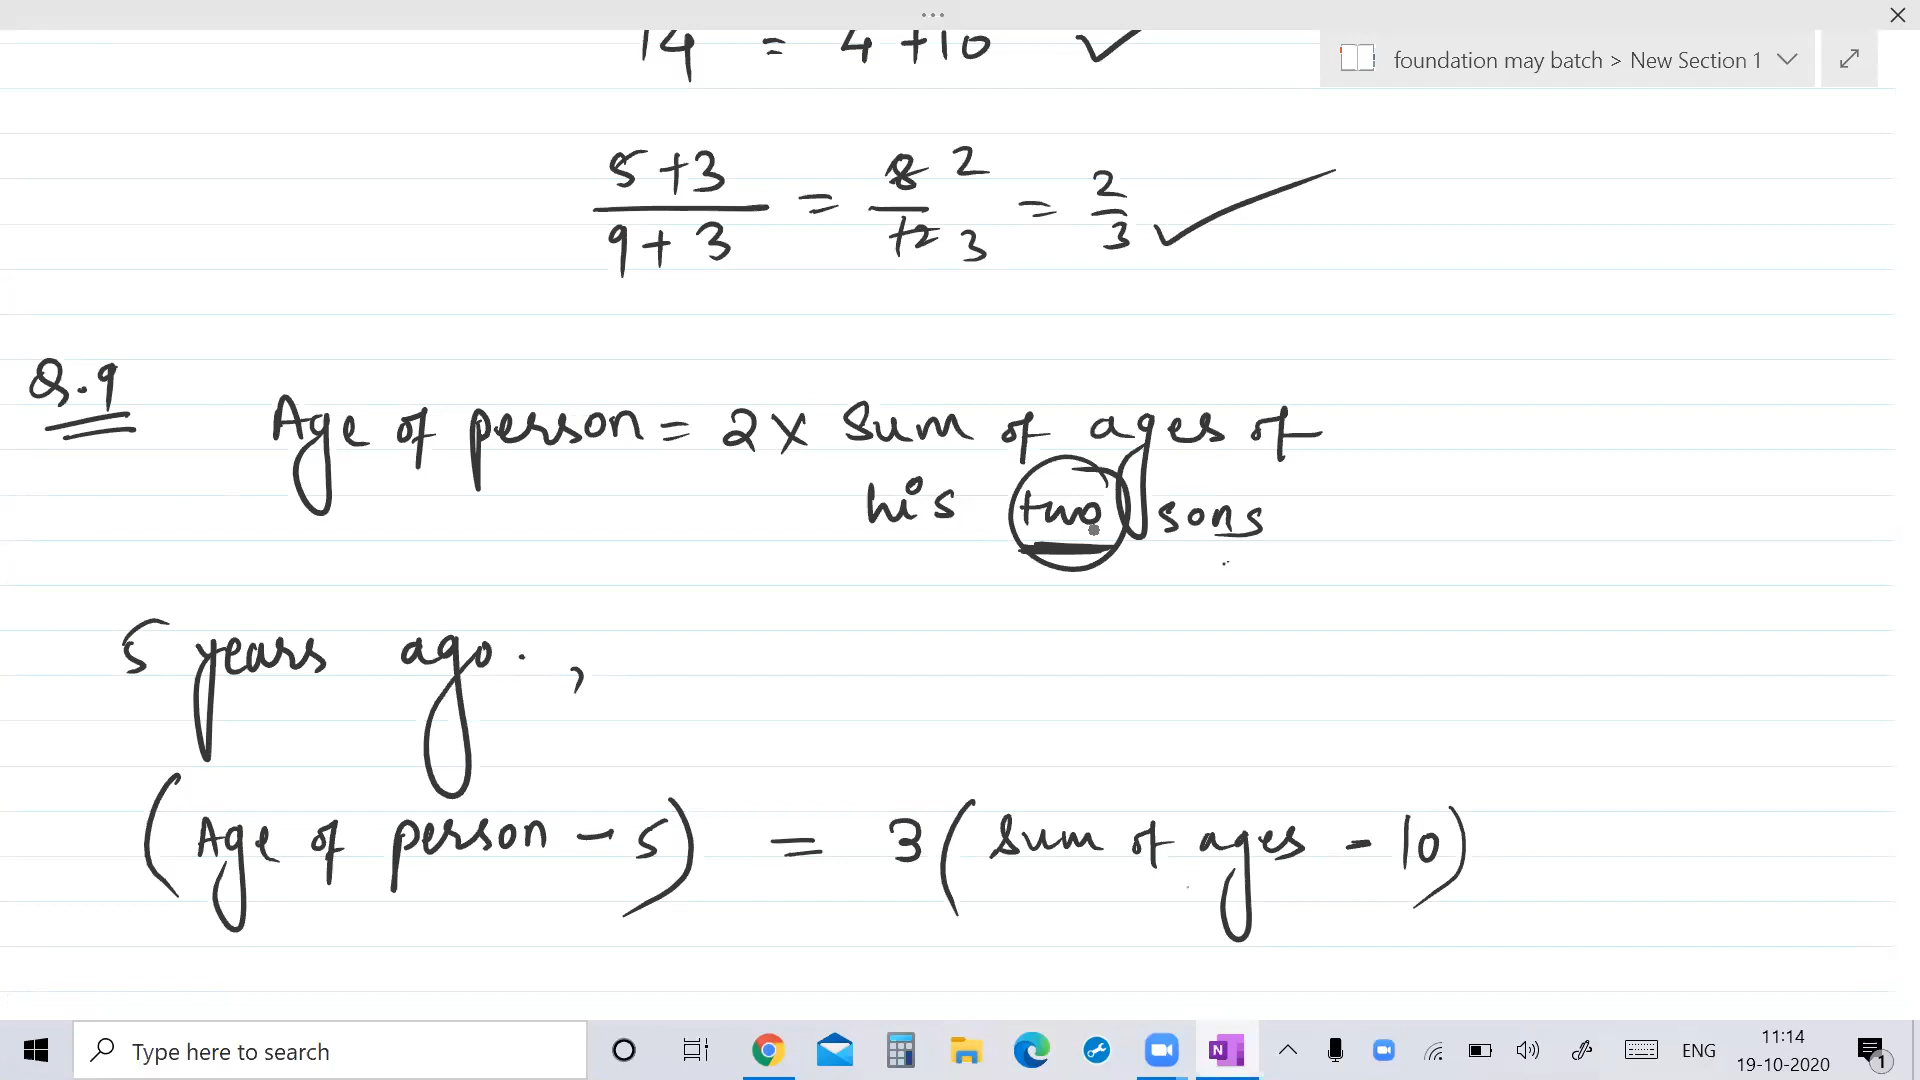 14 = 4 + 10 ✓
foundation may batch > New Section 1
5 + 3 / 9 + 3 = 8 2 / 12 3 = 2 / 3 ✓
Q.9
Age of person = 2 × Sum of ages of
his two sons
5 years ago . ,
(Age of person - 5) = 3 (Sum of ages - 10)
Type here to search
ENG
11:14
19-10-2020
1